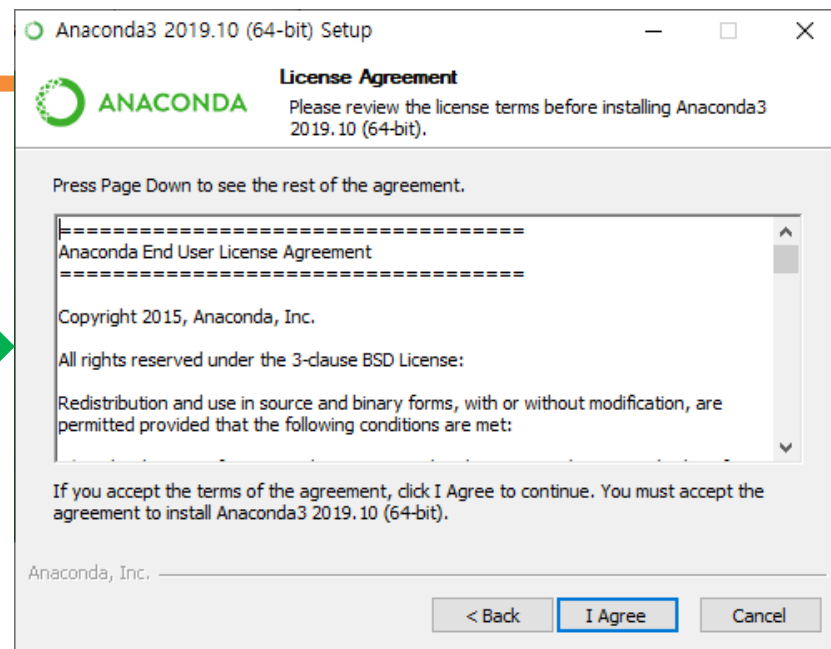 Anaconda3 2019.10 (64-bit) Setup
ANACONDA
License Agreement
Please review the license terms before installing Anaconda3
2019.10 (64-bit).
Press Page Down to see the rest of the agreement.
===================================
Anaconda End User License Agreement
===================================
Copyright 2015, Anaconda, Inc.
All rights reserved under the 3-clause BSD License:
Redistribution and use in source and binary forms, with or without modification, are
permitted provided that the following conditions are met:
If you accept the terms of the agreement, click I Agree to continue. You must accept the
agreement to install Anaconda3 2019.10 (64-bit).
Anaconda, Inc.
< Back
I Agree
Cancel